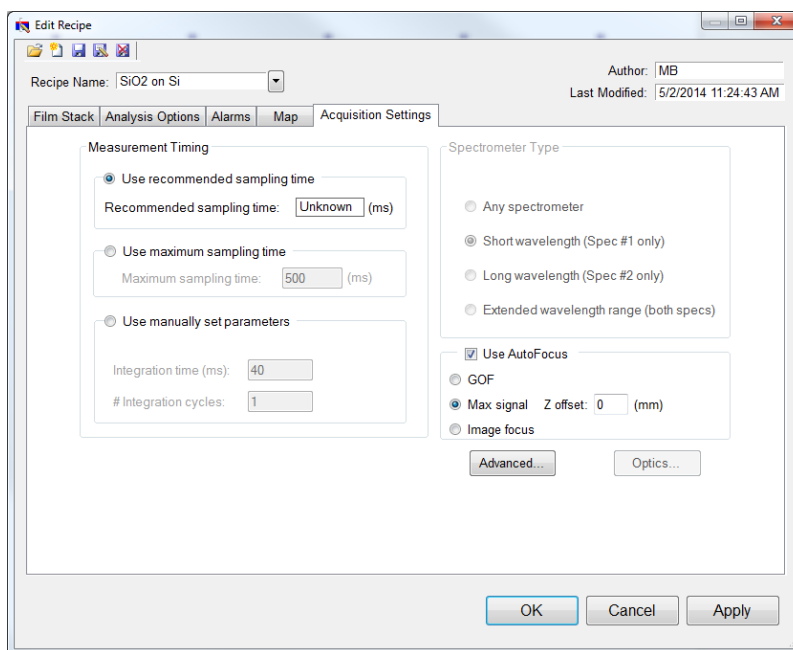 Edit Recipe
Recipe Name: SiO2 on Si
Author: MB
Last Modified: 5/2/2014 11:24:43 AM
Film Stack Analysis Options Alarms Map Acquisition Settings
Measurement Timing
Use recommended sampling time
Recommended sampling time: Unknown (ms)
Use maximum sampling time
Maximum sampling time: 500 (ms)
Use manually set parameters
Integration time (ms): 40
# Integration cycles: 1
Spectrometer Type
Any spectrometer
Short wavelength (Spec #1 only)
Long wavelength (Spec #2 only)
Extended wavelength range (both specs)
Use AutoFocus
GOF
Max signal Z offset: 0 (mm)
Image focus
Advanced... Optics...
OK Cancel Apply